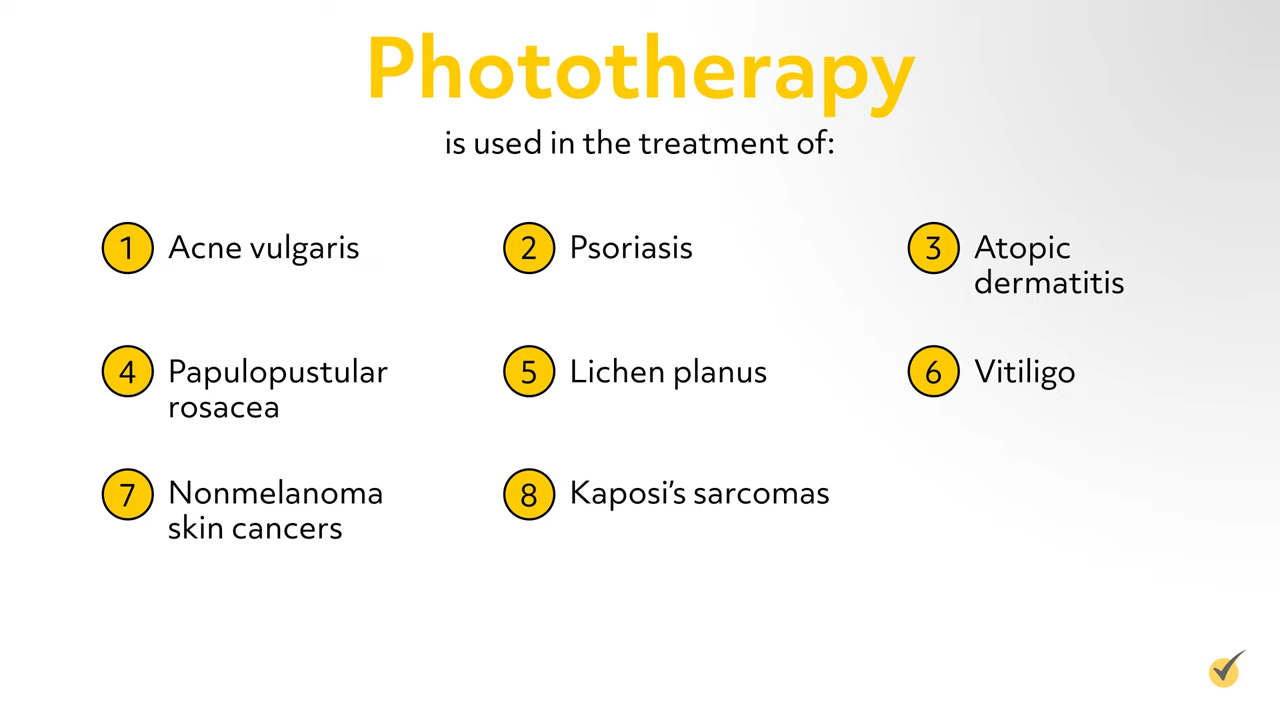 Phototherapy
is used in the treatment of:
1 Acne vulgaris
2 Psoriasis
3 Atopic
dermatitis
4 Papulopustular
rosacea
5 Lichen planus
6 Vitiligo
7 Nonmelanoma
skin cancers
8 Kaposi’s sarcomas